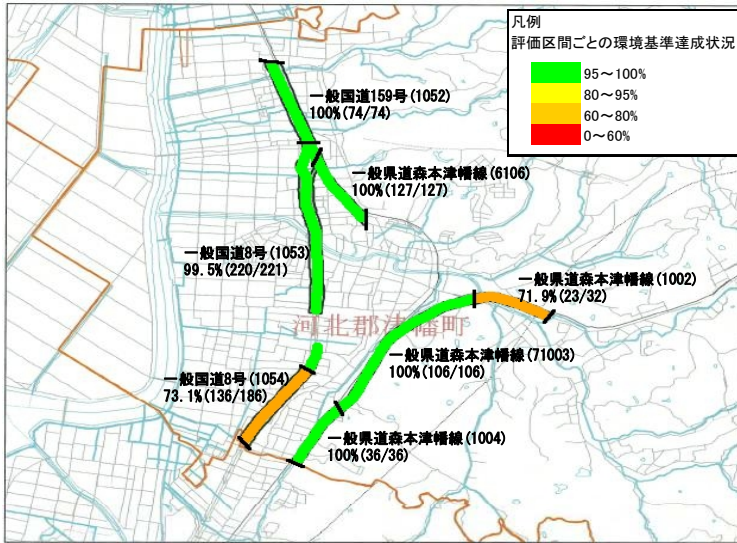 凡例
評価区間ごとの環境基準達成状況
95～100%
80～95%
60～80%
0～60%
一般国道159号(1052)
100%(74/74)
一般県道森本津幡線(6106)
100%(127/127)
一般国道8号(1053)
99.5%(220/221)
一般県道森本津幡線(1002)
71.9%(23/32)
河北郡津幡町
一般県道森本津幡線(71003)
100%(106/106)
一般国道8号(1054)
73.1%(136/186)
一般県道森本津幡線(1004)
100%(36/36)